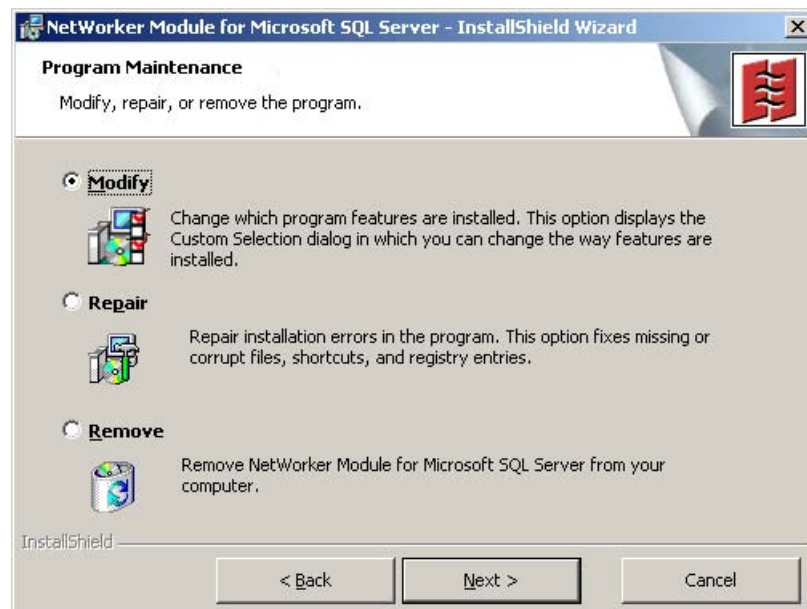 NetWorker Module for Microsoft SQL Server - InstallShield Wizard
Program Maintenance
Modify, repair, or remove the program.
Modify
Change which program features are installed. This option displays the
Custom Selection dialog in which you can change the way features are
installed.
Repair
Repair installation errors in the program. This option fixes missing or
corrupt files, shortcuts, and registry entries.
Remove
Remove NetWorker Module for Microsoft SQL Server from your
computer.
InstallShield
< Back
Next >
Cancel